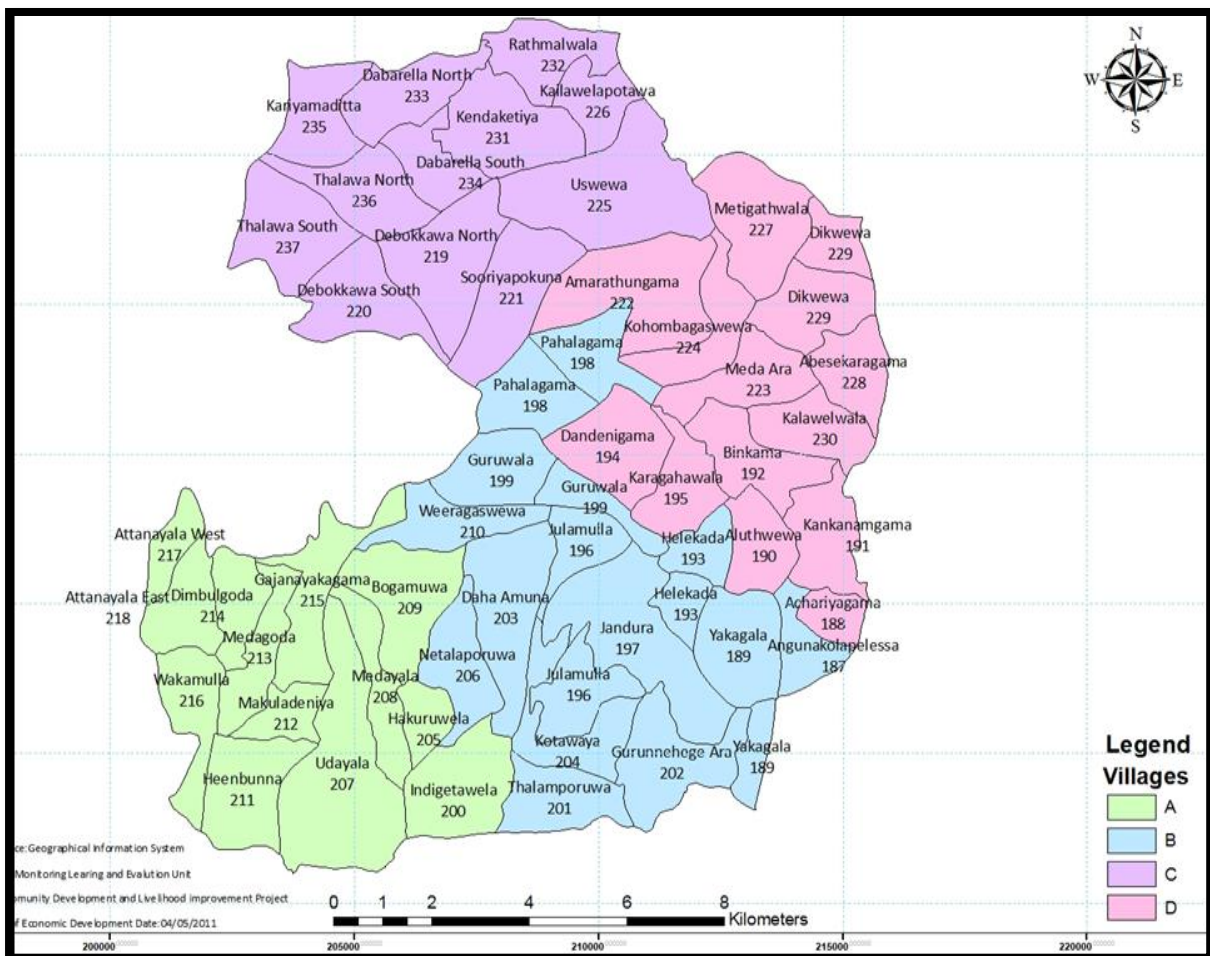 N
W E
S
Rathmalwala
232
Dabarella North
233
Kailawelapotawa
226
Kariyamaditta
235
Kendaketiya
231
Dabarella South
234
Thalawa North
236
Uswewa
225
Metigathwala
227
Thalawa South
237
Debokkawa North
219
Dikwewa
229
Sooriyapokuna
221
Amarathungama
222
Debokkawa South
220
Dikwewa
229
Kohombagaswewa
224
Pahalagama
198
Meda Ara
223
Abesekaragama
228
Pahalagama
198
Kalawelwala
230
Dandenigama
194
Binkama
192
Guruwala
199
Karagahawala
195
Guruwala
199
Weeragaswewa
210
Julamulla
196
Helekada
193
Aluthwewa
190
Kankanamgama
191
Attanayala West
217
Gajanayakagama
215
Bogamuwa
209
Attanayala East
218
Dimbulgoda
214
Daha Amuna
203
Helekada
193
Achariyagama
188
Medagoda
213
Jandura
197
Yakagala
189
Angunakolapelessa
187
Netalaporuwa
206
Wakamulla
216
Medayala
208
Julamulla
196
Makuladeniya
212
Hakuruwela
205
Kotawaya
204
Gurunnehege Ara
202
Yakagala
189
Heenbunna
211
Udayala
207
Indigetawela
200
Thalamporuwa
201
Legend
Villages
A
B
C
D
ce:Geographical Information System
Monitoring Learing and Evalution Unit
omunity Development and Livelihood improvement Project
of Economic Development Date:04/05/2011
0 1 2 4 6 8
Kilometers
200000 205000 210000 215000 220000